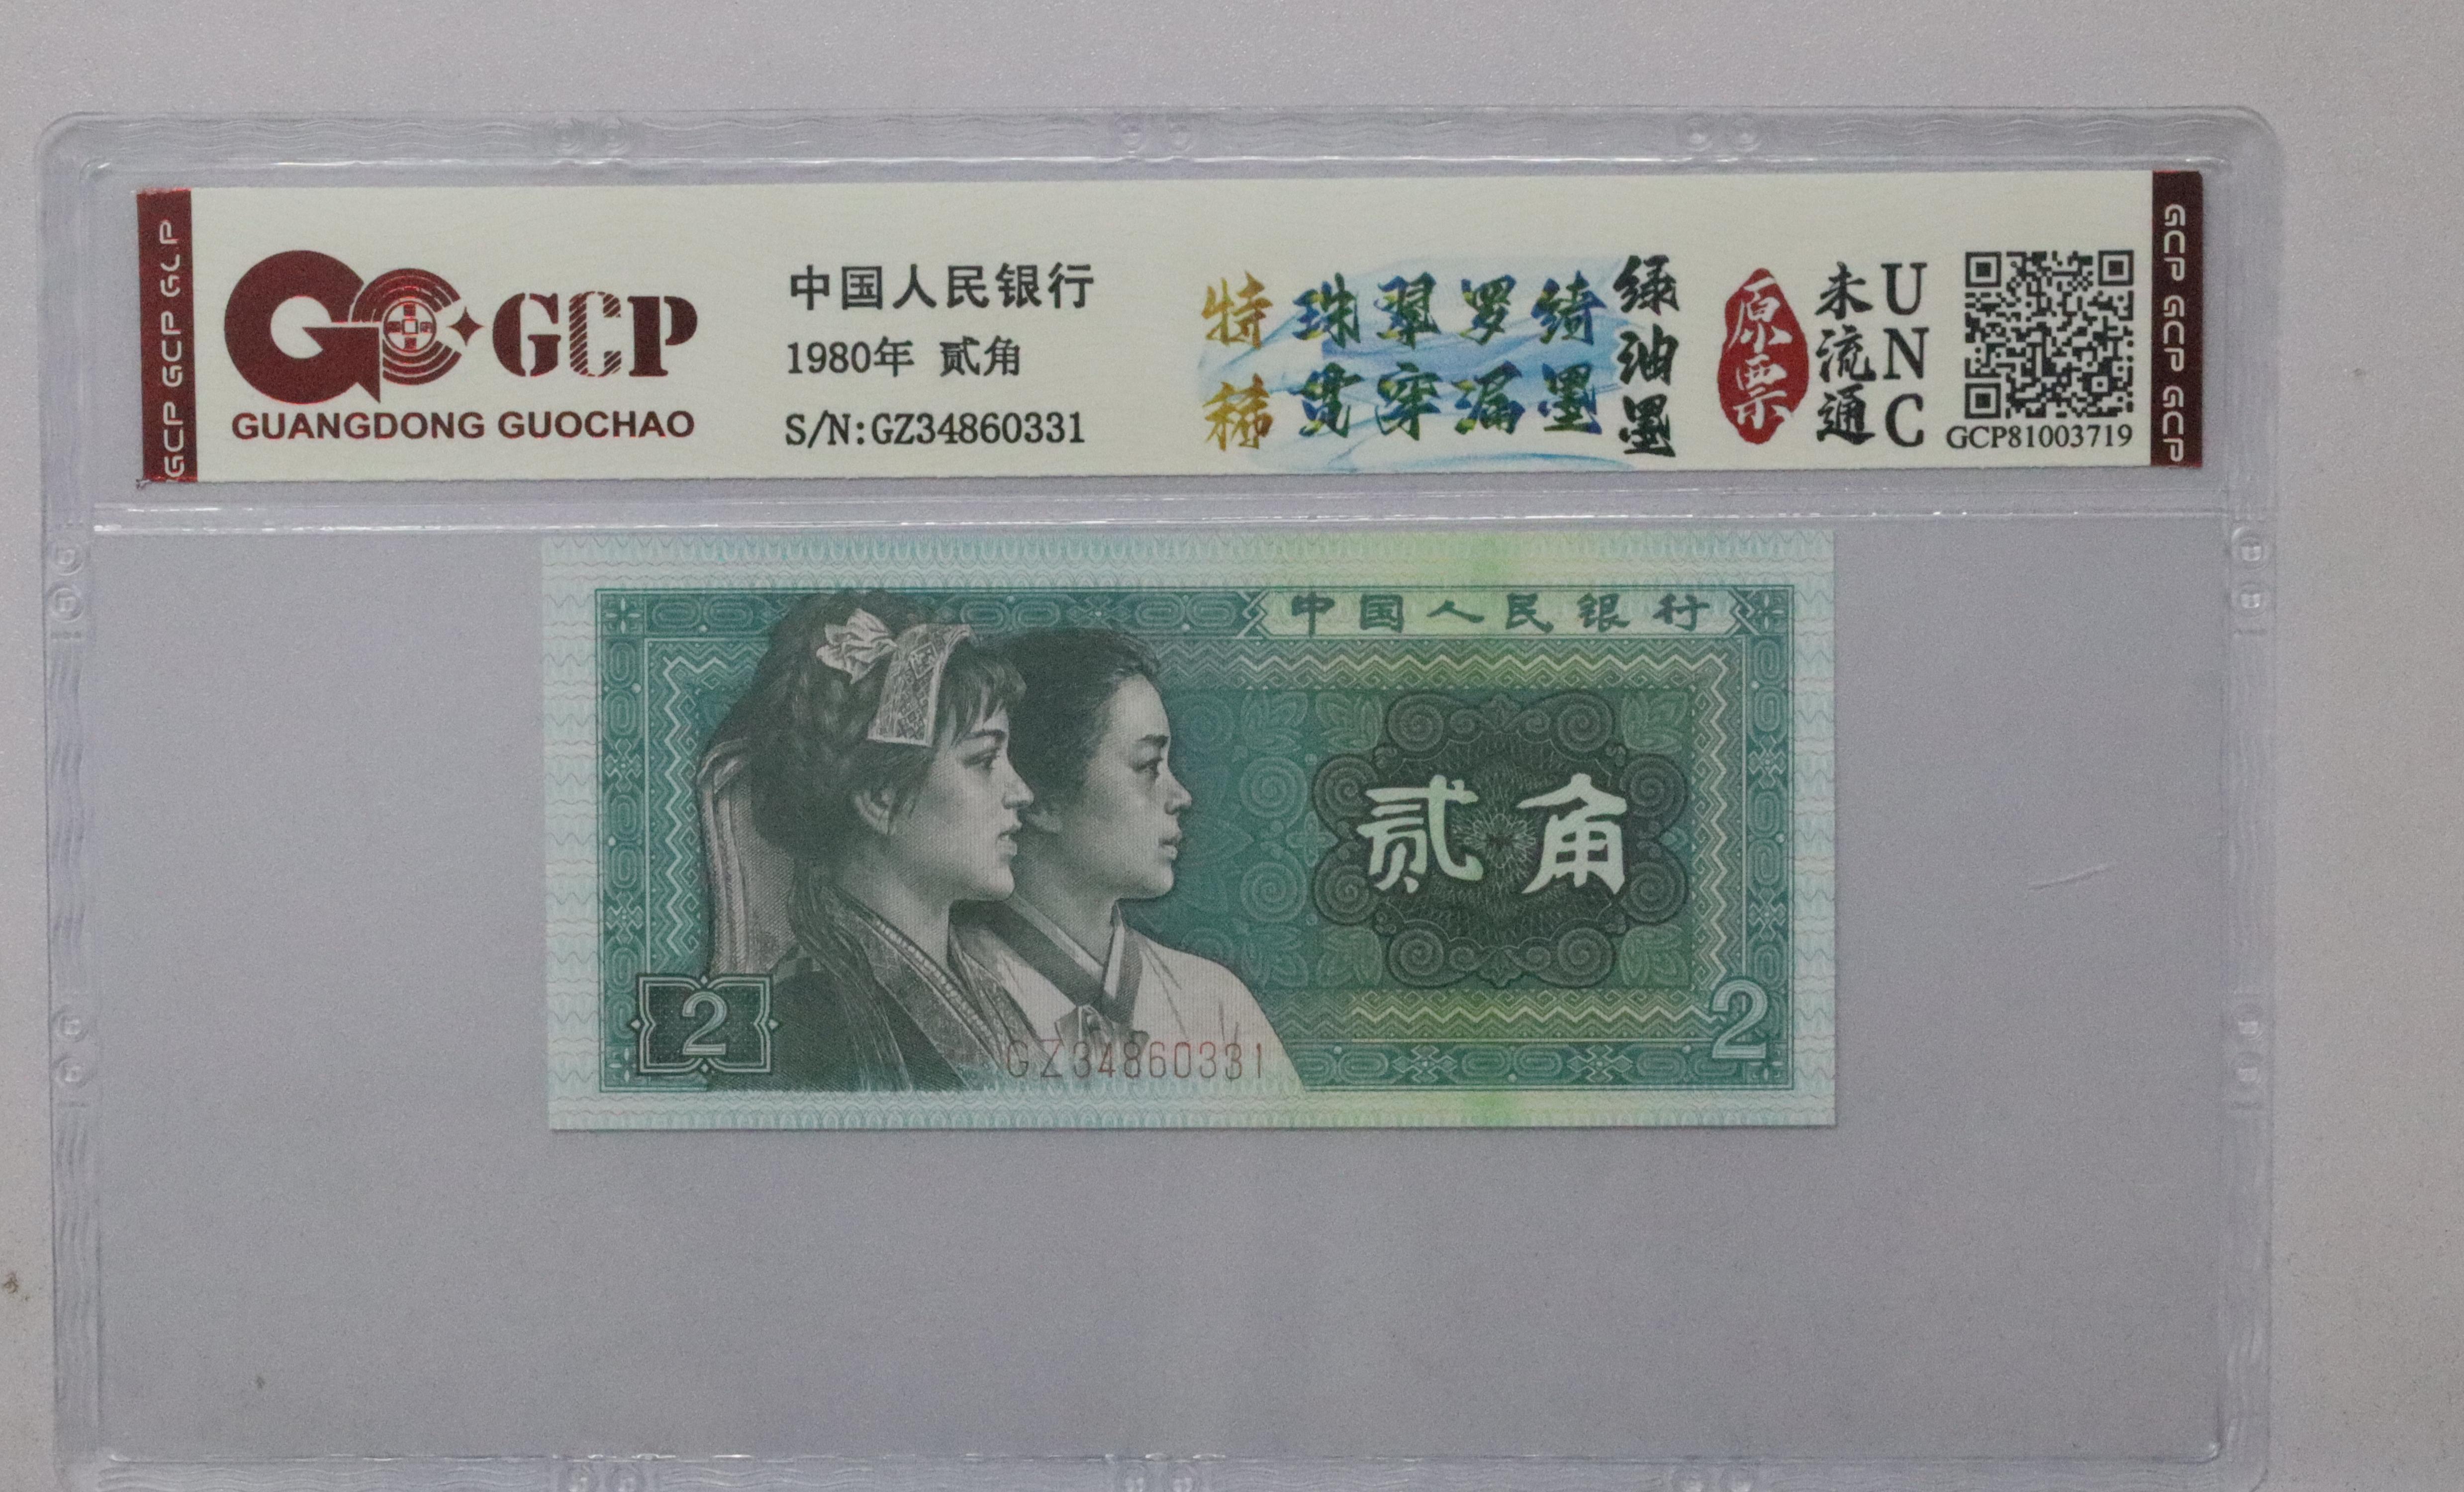 GCP GCP GCP
GCP
GUANGDONG GUOCHAO
中国人民银行
1980年 贰角
S/N:GZ34860331
特稀
珠翠罗绮
贯穿漏墨
绿油墨
原票
未流通
UNC
GCP81003719
GCP GCP GCP
中国人民银行
贰角
2
GZ34860331
2